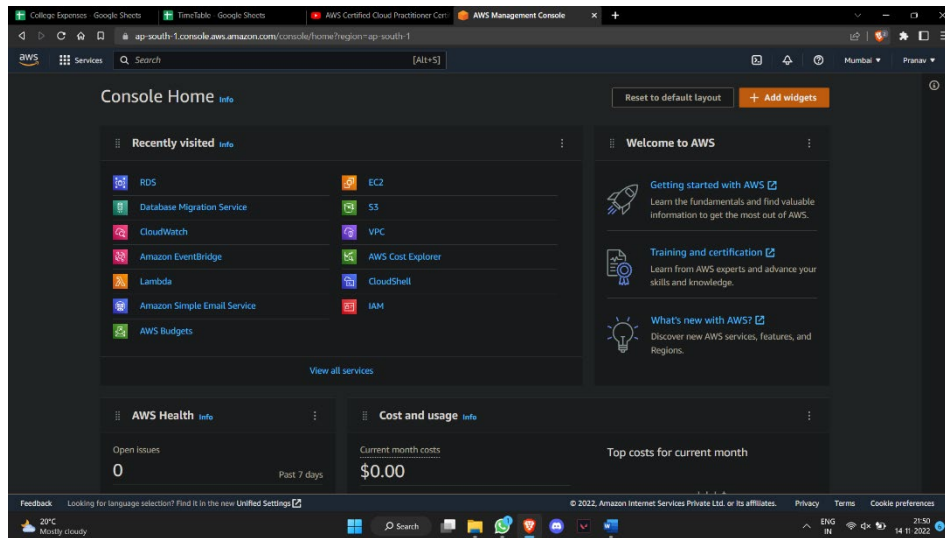 College Expenses Google Sheets
TimeTable Google Sheets
AWS Certified Cloud Practitioner Cert
AWS Management Console
ap-south-1.console.aws.amazon.com/console/home?region=ap-south-1
aws Services Search [Alt+S] Mumbai Pranav
Console Home Info
Reset to default layout
+ Add widgets
Recently visited Info
RDS
Database Migration Service
CloudWatch
Amazon EventBridge
Lambda
Amazon Simple Email Service
AWS Budgets
EC2
S3
VPC
AWS Cost Explorer
CloudShell
IAM
View all services
Welcome to AWS
Getting started with AWS
Learn the fundamentals and find valuable
information to get the most out of AWS.
Training and certification
Learn from AWS experts and advance your
skills and knowledge.
What's new with AWS?
Discover new AWS services, features, and
Regions.
AWS Health Info
Open issues
0
Past 7 days
Cost and usage Info
Current month costs
$0.00
Top costs for current month
Feedback Looking for language selection? Find it in the new Unified Settings © 2022, Amazon Internet Services Private Ltd. or its affiliates. Privacy Terms Cookie preferences
20°C
Mostly cloudy
Search
ENG
IN
21:50
14-11-2022